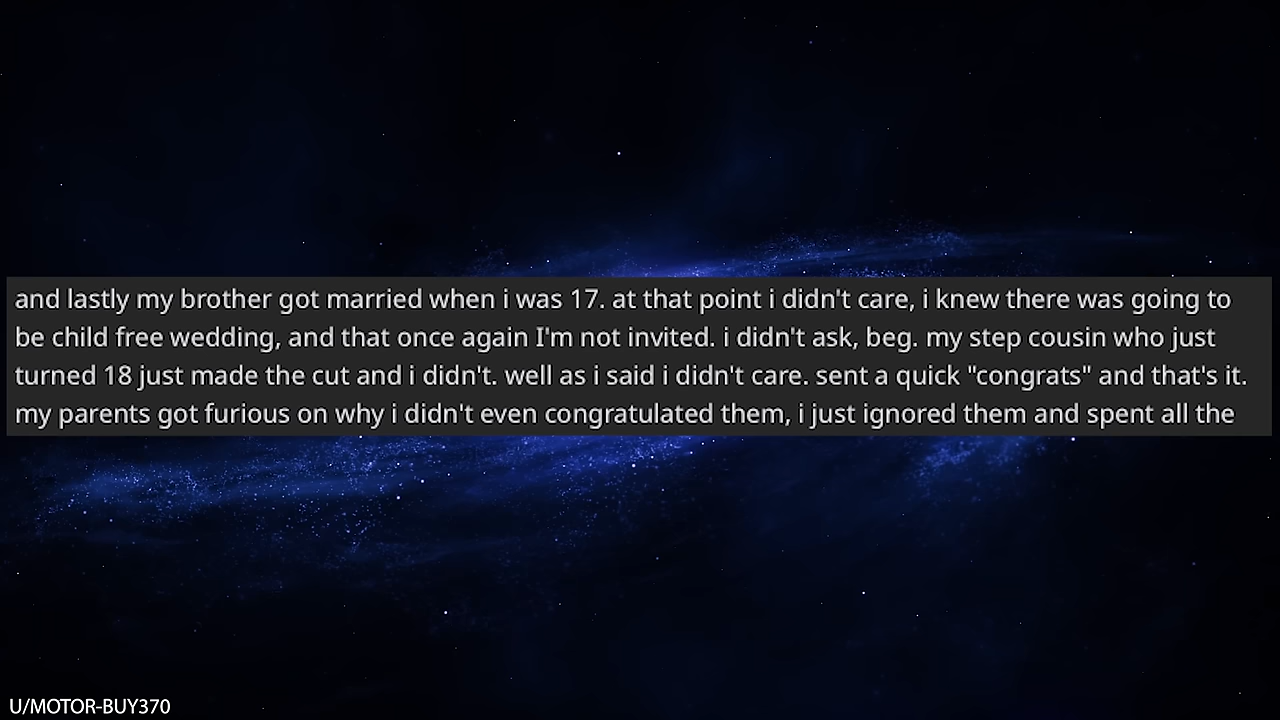 and lastly my brother got married when i was 17. at that point i didn't care, i knew there was going to
be child free wedding, and that once again I'm not invited. i didn't ask, beg. my step cousin who just
turned 18 just made the cut and i didn't. well as i said i didn't care. sent a quick "congrats" and that's it.
my parents got furious on why i didn't even congratulated them, i just ignored them and spent all the
U/MOTOR-BUY370